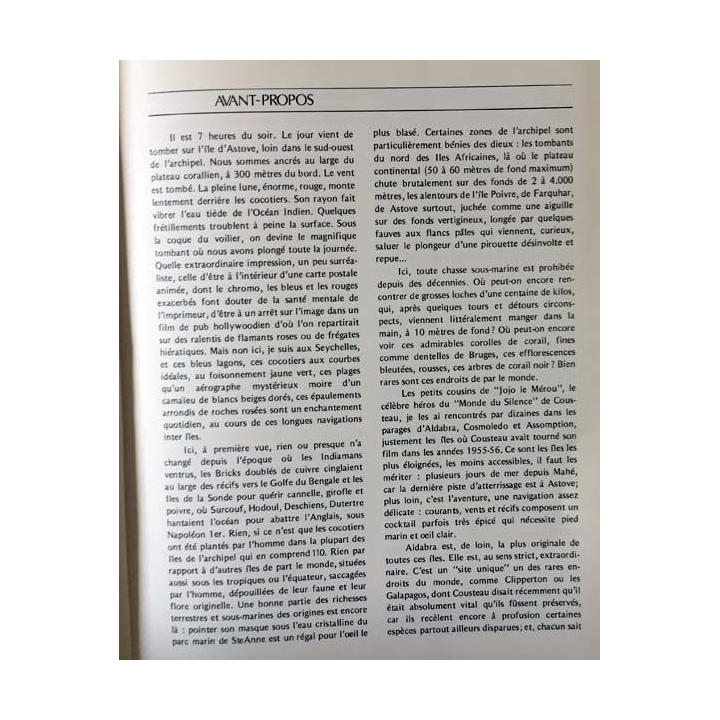 AVANT-PROPOS
Il est 7 heures du soir. Le jour vient de
tomber sur l'île d'Astove, loin dans le sud-ouest
de l'archipel. Nous sommes ancrés au large du
plateau corallien, à 300 mètres du bord. Le vent
est tombé. La pleine lune, énorme, rouge, monte
lentement derrière les cocotiers. Son rayon fait
vibrer l'eau tiède de l'Océan Indien. Quelques
frétillements troublent à peine la surface. Sous
la coque du voilier, on devine le magnifique
tombant où nous avons plongé toute la journée.
Quelle extraordinaire impression, un peu surréa-
liste, celle d'être à l'intérieur d'une carte postale
animée, dont le chromo, les bleus et les rouges
exacerbés font douter de la santé mentale de
l'imprimeur, d'être à un arrêt sur l'image dans un
film de pub hollywoodien d'où l'on repartirait
sur des ralentis de flamants roses ou de frégates
hiératiques. Mais non ici, je suis aux Seychelles,
et ces bleus lagons, ces cocotiers aux courbes
idéales, au foisonnement jaune vert, ces plages
qu'un aérographe mystérieux moire d'un
camaïeu de blancs beiges dorés, ces épaulements
arrondis de roches rosées sont un enchantement
quotidien, au cours de ces longues navigations
inter îles.
Ici, à première vue, rien ou presque n'a
changé depuis l'époque où les Indiamans
ventrus, les Bricks doublés de cuivre cinglaient
au large des récifs vers le Golfe du Bengale et les
Iles de la Sonde pour quérir cannelle, girofle et
poivre, où Surcouf, Hodoul, Deschiens, Dutertre
hantaient l'océan pour abattre l'Anglais, sous
Napoléon 1er. Rien, si ce n'est que les cocotiers
ont été plantés par l'homme dans la plupart des
îles de l'archipel qui en comprend 110. Rien par
rapport à d'autres îles de part le monde, situées
aussi sous les tropiques ou l'équateur, saccagées
par l'homme, dépouillées de leur faune et leur
flore originelle. Une bonne partie des richesses
terrestres et sous-marines des origines est encore
là : pointer son masque sous l'eau cristalline du
parc marin de SteAnne est un régal pour l'oeil le
plus blasé. Certaines zones de l'archipel sont
particulièrement bénies des dieux : les tombants
du nord des Iles Africaines, là où le plateau
continental (50 à 60 mètres de fond maximum)
chute brutalement sur des fonds de 2 à 4.000
mètres, les alentours de l'île Poivre, de Farquhar,
de Astove surtout, juchée comme une aiguille
sur des fonds vertigineux, longée par quelques
fauves aux flancs pâles qui viennent, curieux,
saluer le plongeur d'une pirouette désinvolte et
repue...
Ici, toute chasse sous-marine est prohibée
depuis des décennies. Où peut-on encore ren-
contrer de grosses loches d'une centaine de kilos,
qui, après quelques tours et détours circons-
pects, viennent littéralement manger dans la
main, à 10 mètres de fond? Où peut-on encore
voir ces admirables corolles de corail, fines
comme dentelles de Bruges, ces efflorescences
bleutées, rousses, ces arbres de corail noir? Bien
rares sont ces endroits de par le monde.
Les petits cousins de "Jojo le Mérou", le
célèbre héros du "Monde du Silence" de Cous-
teau, je les ai rencontrés par dizaines dans les
parages d'Aldabra, Cosmoledo et Assomption,
justement les îles où Cousteau avait tourné son
film dans les années 1955-56. Ce sont les îles les
plus éloignées, les moins accessibles, il faut les
mériter : plusieurs jours de mer depuis Mahé,
car la dernière piste d'atterrissage est à Astove;
plus loin, c'est l'aventure, une navigation assez
délicate : courants, vents et récifs composent un
cocktail parfois très épicé qui nécessite pied
marin et oeil clair.
Aldabra est, de loin, la plus originale de
toutes ces îles. Elle est, au sens strict, extraordi-
naire. C'est un "site unique" un des rares en-
droits du monde, comme Clipperton ou les
Galapagos, dont Cousteau disait récemment qu'il
était absolument vital qu'ils fûssent préservés,
car ils recèlent encore à profusion certaines
espèces partout ailleurs disparues; et, chacun sait